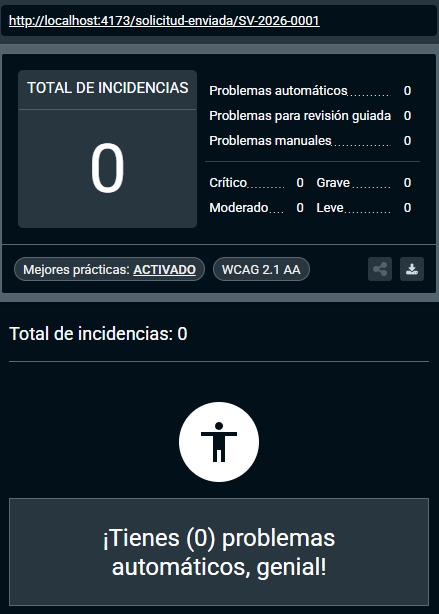 http://localhost:4173/solicitud-enviada/SV-2026-0001
TOTAL DE INCIDENCIAS
0
Problemas automáticos 0
Problemas para revisión guiada 0
Problemas manuales 0
Crítico 0 Grave 0
Moderado 0 Leve 0
Mejores prácticas: ACTIVADO WCAG 2.1 AA
Total de incidencias: 0
¡Tienes (0) problemas
automáticos, genial!